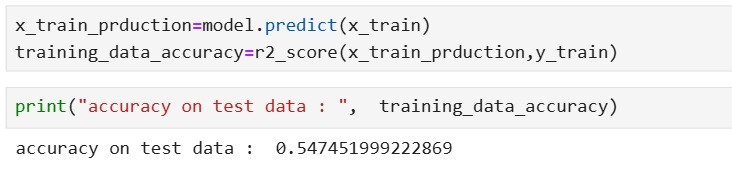 x_train_prduction=model.predict(x_train)
training_data_accuracy=r2_score(x_train_prduction,y_train)
print("accuracy on test data : ",  training_data_accuracy)
accuracy on test data :  0.547451999222869